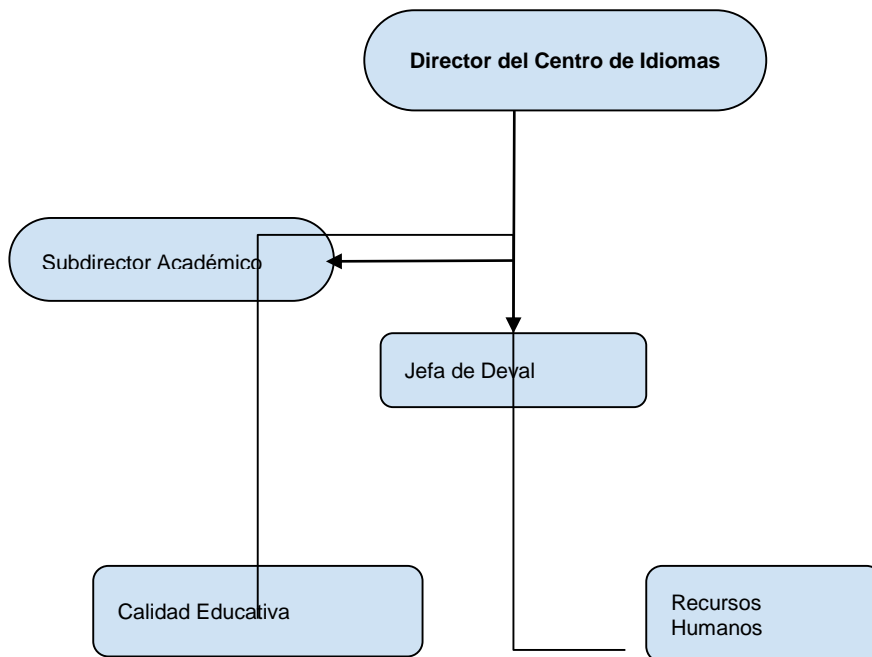 Director del Centro de Idiomas
Subdirector Académico
Jefa de Deval
Calidad Educativa
Recursos
Humanos